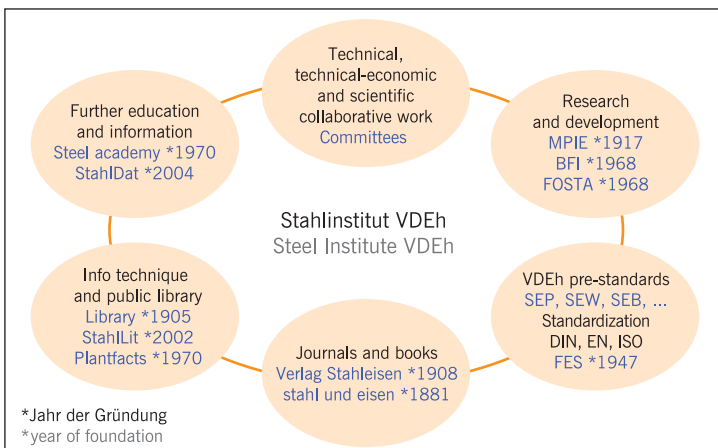 Technical,
technical-economic
and scientific
collaborative work
Committees
Further education
and information
Steel academy *1970
StahlDat *2004
Research
and development
MPIE *1917
BFI *1968
FOSTA *1968
Stahlinstitut VDEh
Steel Institute VDEh
Info technique
and public library
Library *1905
StahlLit *2002
Plantfacts *1970
VDEh pre-standards
SEP, SEW, SEB, ...
Standardization
DIN, EN, ISO
FES *1947
Journals and books
Verlag Stahleisen *1908
stahl und eisen *1881
*Jahr der Gründung
*year of foundation